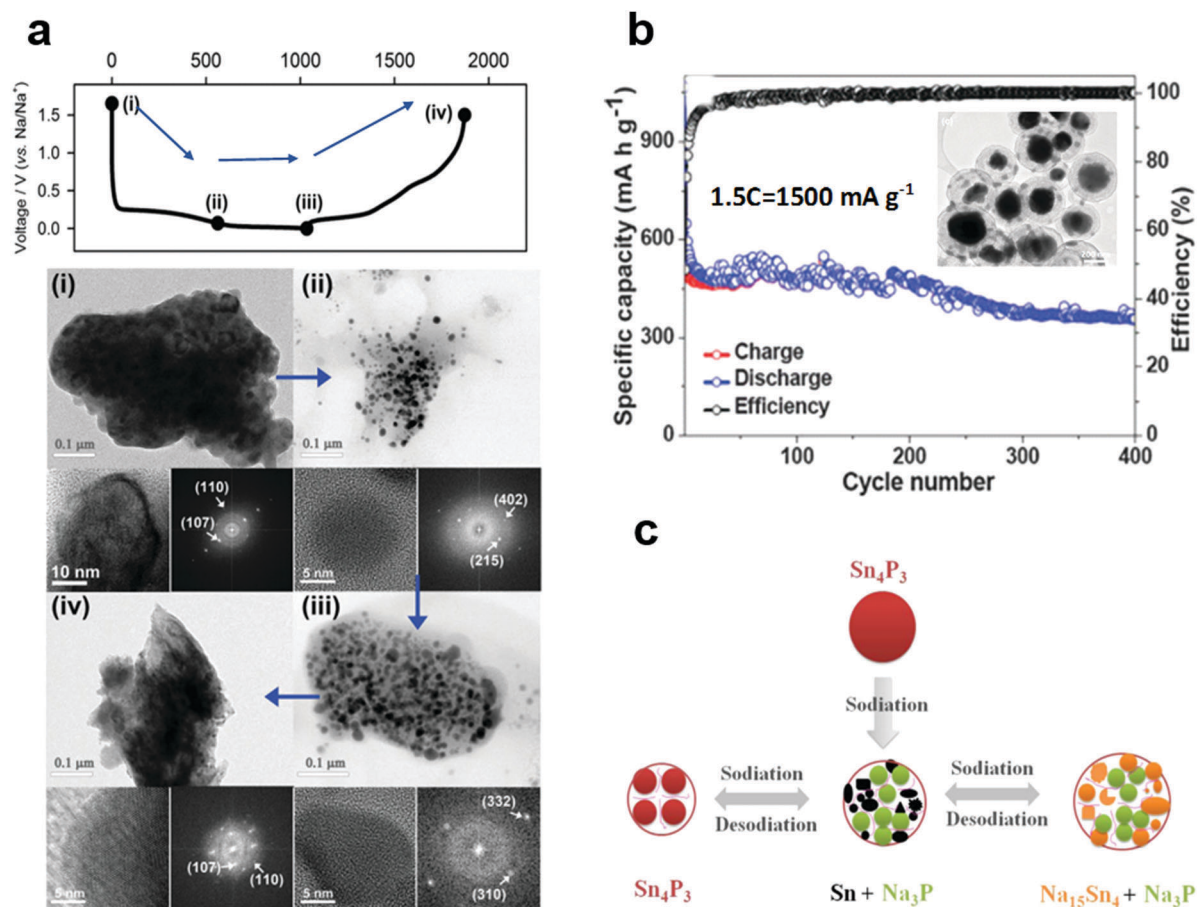 a
0 500 1000 1500 2000
Voltage / V (vs. Na/Na⁺)
1.5
1.0
0.5
0.0
(i)
(ii)
(iii)
(iv)
(i)
0.1 μm
(ii)
0.1 μm
10 nm
(110)
(107)
5 nm
(402)
(215)
(iv)
0.1 μm
(iii)
0.1 μm
5 nm
(107)
(110)
5 nm
(332)
(310)
b
Specific capacity (mA h g⁻¹)
900
600
300
0
1.5C=1500 mA g⁻¹
Charge
Discharge
Efficiency
100 200 300 400
Cycle number
100
80
60
40
20
0
Efficiency (%)
c
Sn₄P₃
Sodiation
Sodiation
Desodiation
Sodiation
Desodiation
Sn₄P₃
Sn + Na₃P
Na₁₅Sn₄ + Na₃P